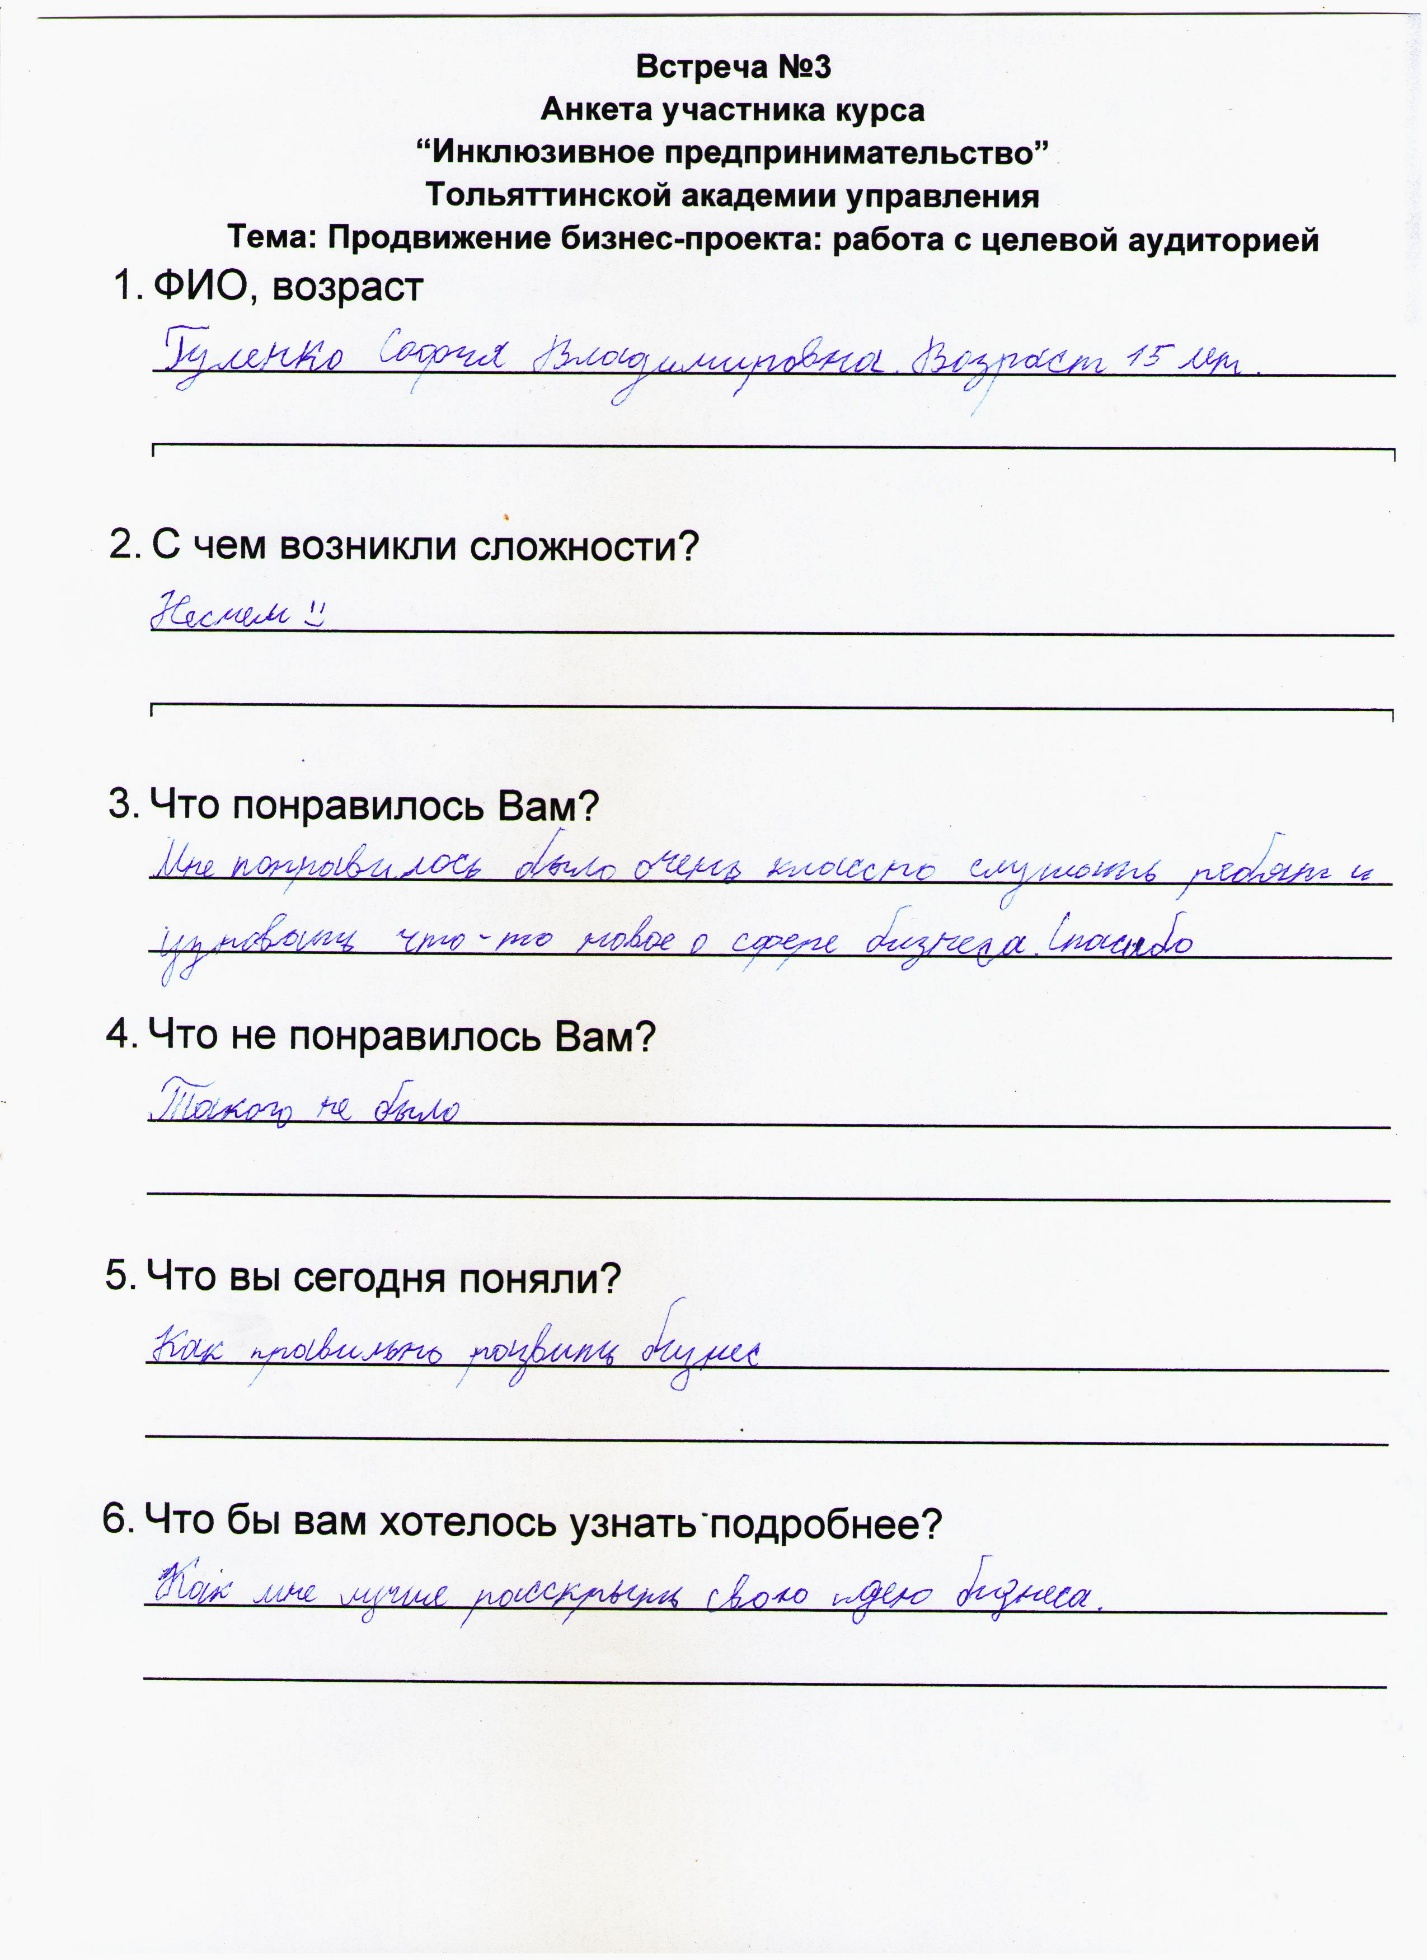 Встреча №3
Анкета участника курса
“Инклюзивное предпринимательство”
Тольяттинской академии управления
Тема: Продвижение бизнес-проекта: работа с целевой аудиторией
1. ФИО, возраст
Гуленко София Владимировна. Возраст 15 лет.
2. С чем возникли сложности?
Несчем
3. Что понравилось Вам?
Мне понравилось было очень классно слушать ребят и
узновать что-то новое о сфере бизнеса. Спасибо
4. Что не понравилось Вам?
Такого не было
5. Что вы сегодня поняли?
Как правильно развить бизнес
6. Что бы вам хотелось узнать подробнее?
Как мне лучше расскрыть свою идею бизнеса.